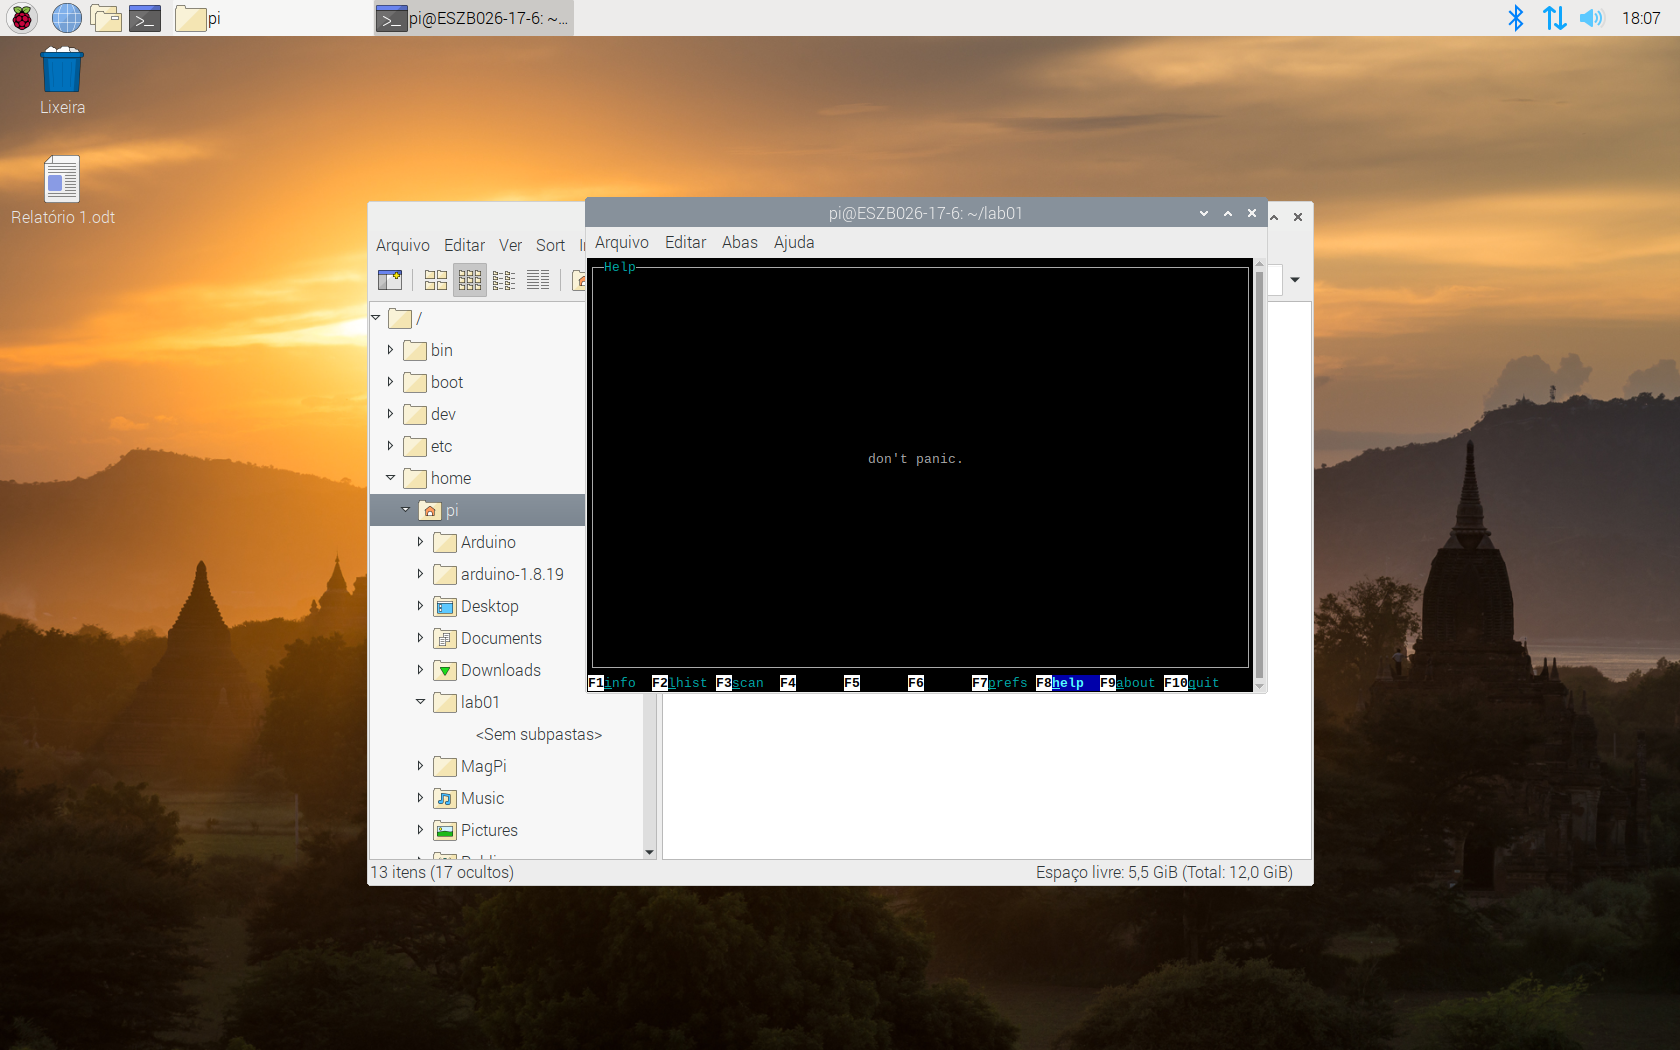 pi
pi@ESZB026-17-6: ~...
18:07
Lixeira
Relatório 1.odt
pi@ESZB026-17-6: ~/lab01
Arquivo Editar Ver Sort
Arquivo Editar Abas Ajuda
Help
/
bin
boot
dev
etc
don't panic.
home
pi
Arduino
arduino-1.8.19
Desktop
Documents
Downloads
F1info F2lhist F3scan F4 F5 F6 F7prefs F8help F9about F10quit
lab01
<Sem subpastas>
MagPi
Music
Pictures
13 itens (17 ocultos)
Espaço livre: 5,5 GiB (Total: 12,0 GiB)